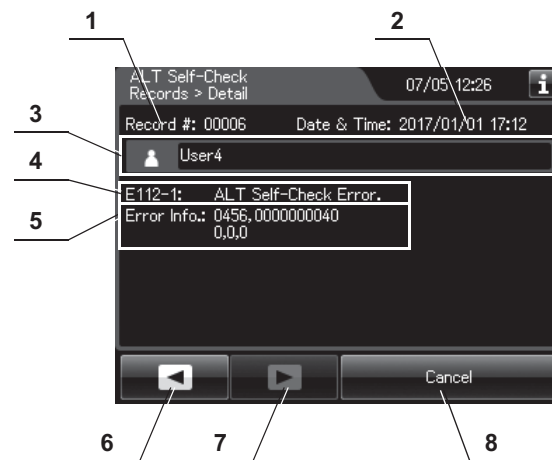 1
2
ALT Self-Check
Records > Detail
07/05 12:26
i
3
Record #: 00006
Date & Time: 2017/01/01 17:12
User4
4
E112-1: ALT Self-Check Error.
5
Error Info.: 0456,0000000040
0,0,0
Cancel
6
7
8